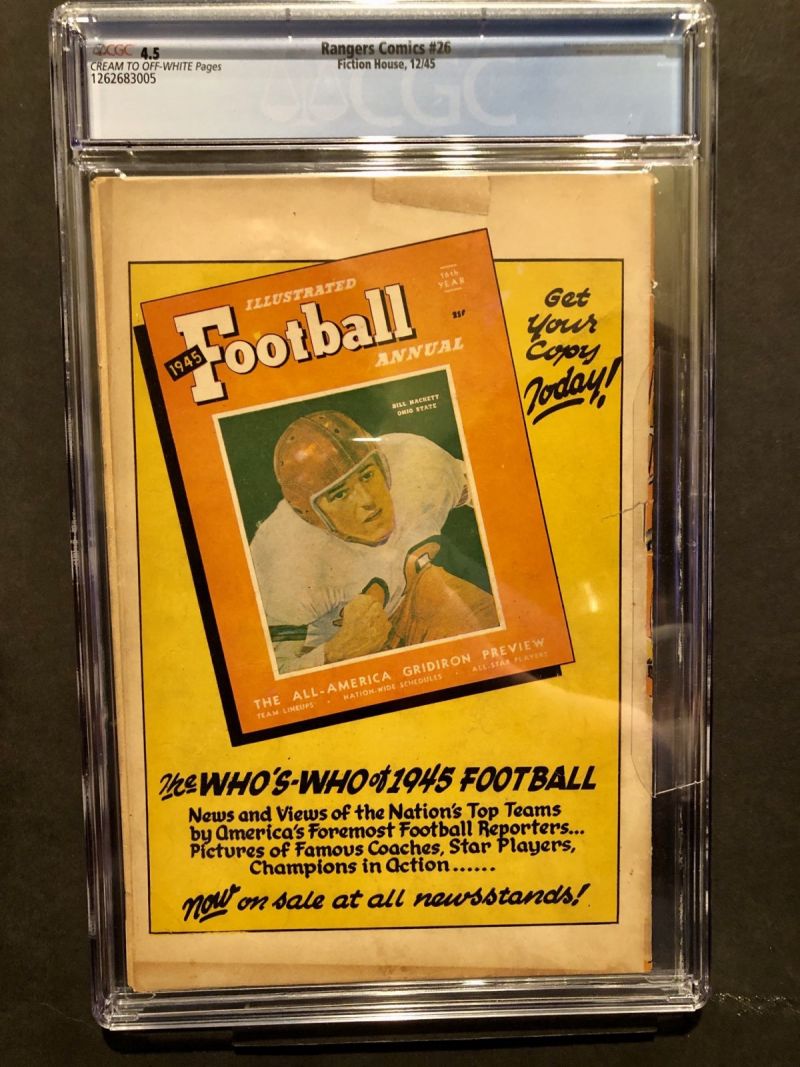 CGC 4.5
CREAM TO OFF-WHITE Pages
1262683005
Rangers Comics #26
Fiction House, 12/45
CGC
ILLUSTRATED
16th
YEAR
1945
Football
25¢
ANNUAL
BILL HACKETT
OHIO STATE
THE ALL-AMERICA GRIDIRON PREVIEW
TEAM LINEUPS • NATION-WIDE SCHEDULES • ALL-STAR PLAYERS
Get
Your
Copy
Today!
The WHO'S-WHO of 1945 FOOTBALL
News and Views of the Nation's Top Teams
by America's Foremost Football Reporters...
Pictures of Famous Coaches, Star Players,
Champions in Action......
Now on sale at all newsstands!